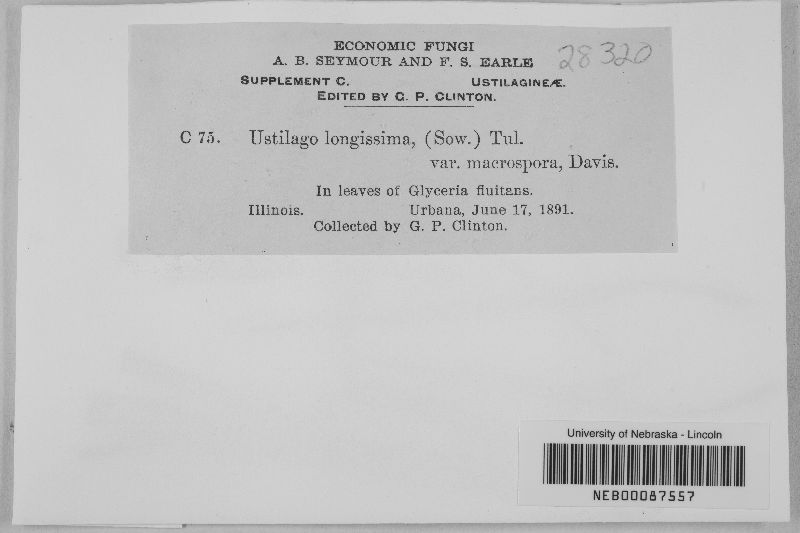 ECONOMIC FUNGI
A. B. SEYMOUR AND F. S. EARLE 28320
SUPPLEMENT C. USTILAGINEÆ.
EDITED BY G. P. CLINTON.
C 75. Ustilago longissima, (Sow.) Tul.
var. macrospora, Davis.
In leaves of Glyceria fluitans.
Illinois. Urbana, June 17, 1891.
Collected by G. P. Clinton.
University of Nebraska - Lincoln
NEB00087557